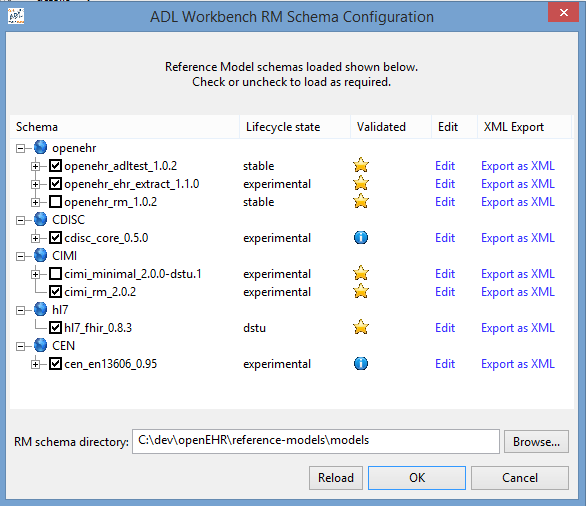 ADL Workbench RM Schema Configuration
Reference Model schemas loaded shown below.
Check or uncheck to load as required.
Schema Lifecycle state Validated Edit XML Export
openehr
openehr_adltest_1.0.2 stable Edit Export as XML
openehr_ehr_extract_1.1.0 experimental Edit Export as XML
openehr_rm_1.0.2 stable Edit Export as XML
CDISC
cdisc_core_0.5.0 experimental Edit Export as XML
CIMI
cimi_minimal_2.0.0-dstu.1 experimental Edit Export as XML
cimi_rm_2.0.2 experimental Edit Export as XML
hl7
hl7_fhir_0.8.3 dstu Edit Export as XML
CEN
cen_en13606_0.95 experimental Edit Export as XML
RM schema directory: C:\dev\openEHR\reference-models\models Browse...
Reload OK Cancel